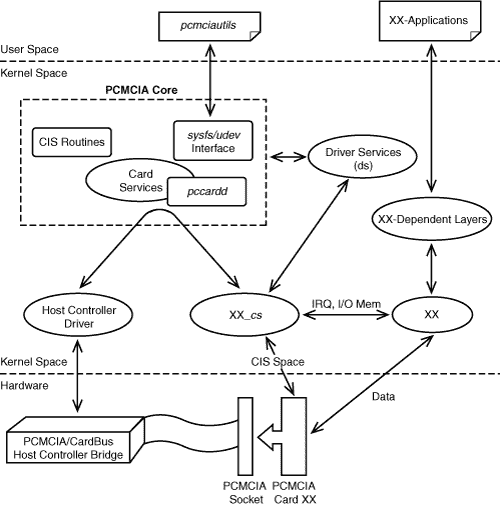 pcmciautils
XX-Applications
User Space
Kernel Space
PCMCIA Core
CIS Routines
sysfs/udev
Interface
Driver Services
(ds)
Card
Services
pccardd
XX-Dependent Layers
Host Controller
Driver
XX_cs
IRQ, I/O Mem
XX
Kernel Space
CIS Space
Hardware
Data
PCMCIA/CardBus
Host Controller Bridge
PCMCIA
Socket
PCMCIA
Card XX